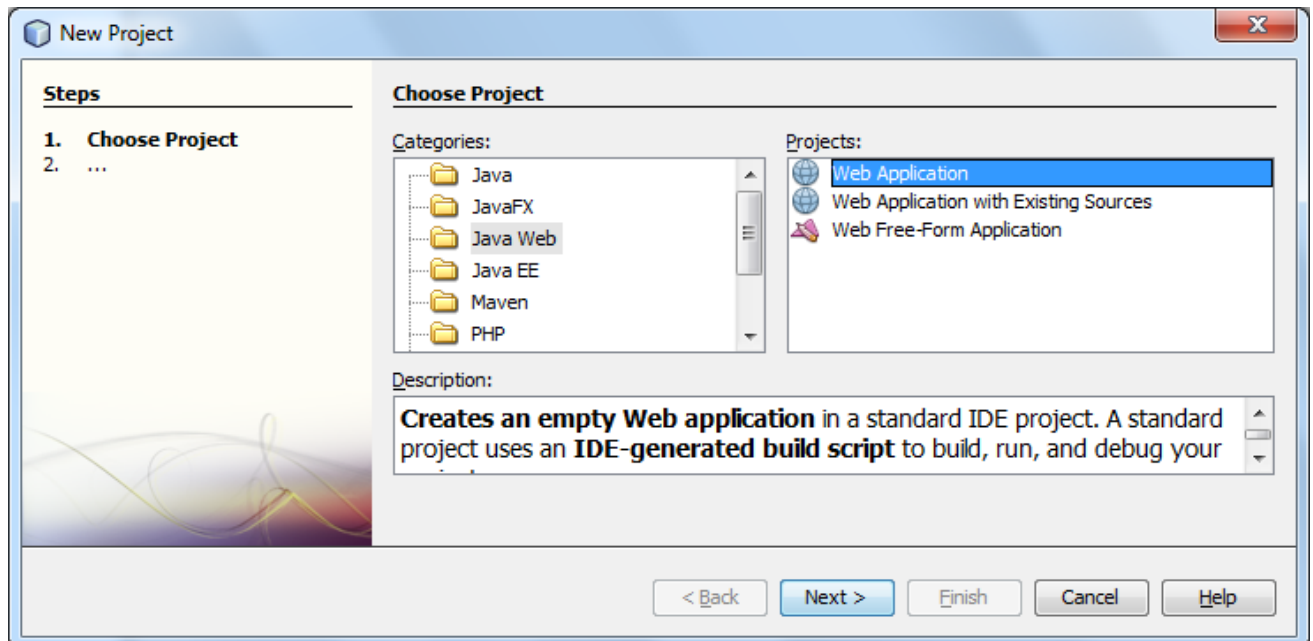 New Project
Steps
1. Choose Project
2. ...
Choose Project
Categories:
Java
JavaFX
Java Web
Java EE
Maven
PHP
Projects:
Web Application
Web Application with Existing Sources
Web Free-Form Application
Description:
Creates an empty Web application in a standard IDE project. A standard
project uses an IDE-generated build script to build, run, and debug your
< Back
Next >
Finish
Cancel
Help